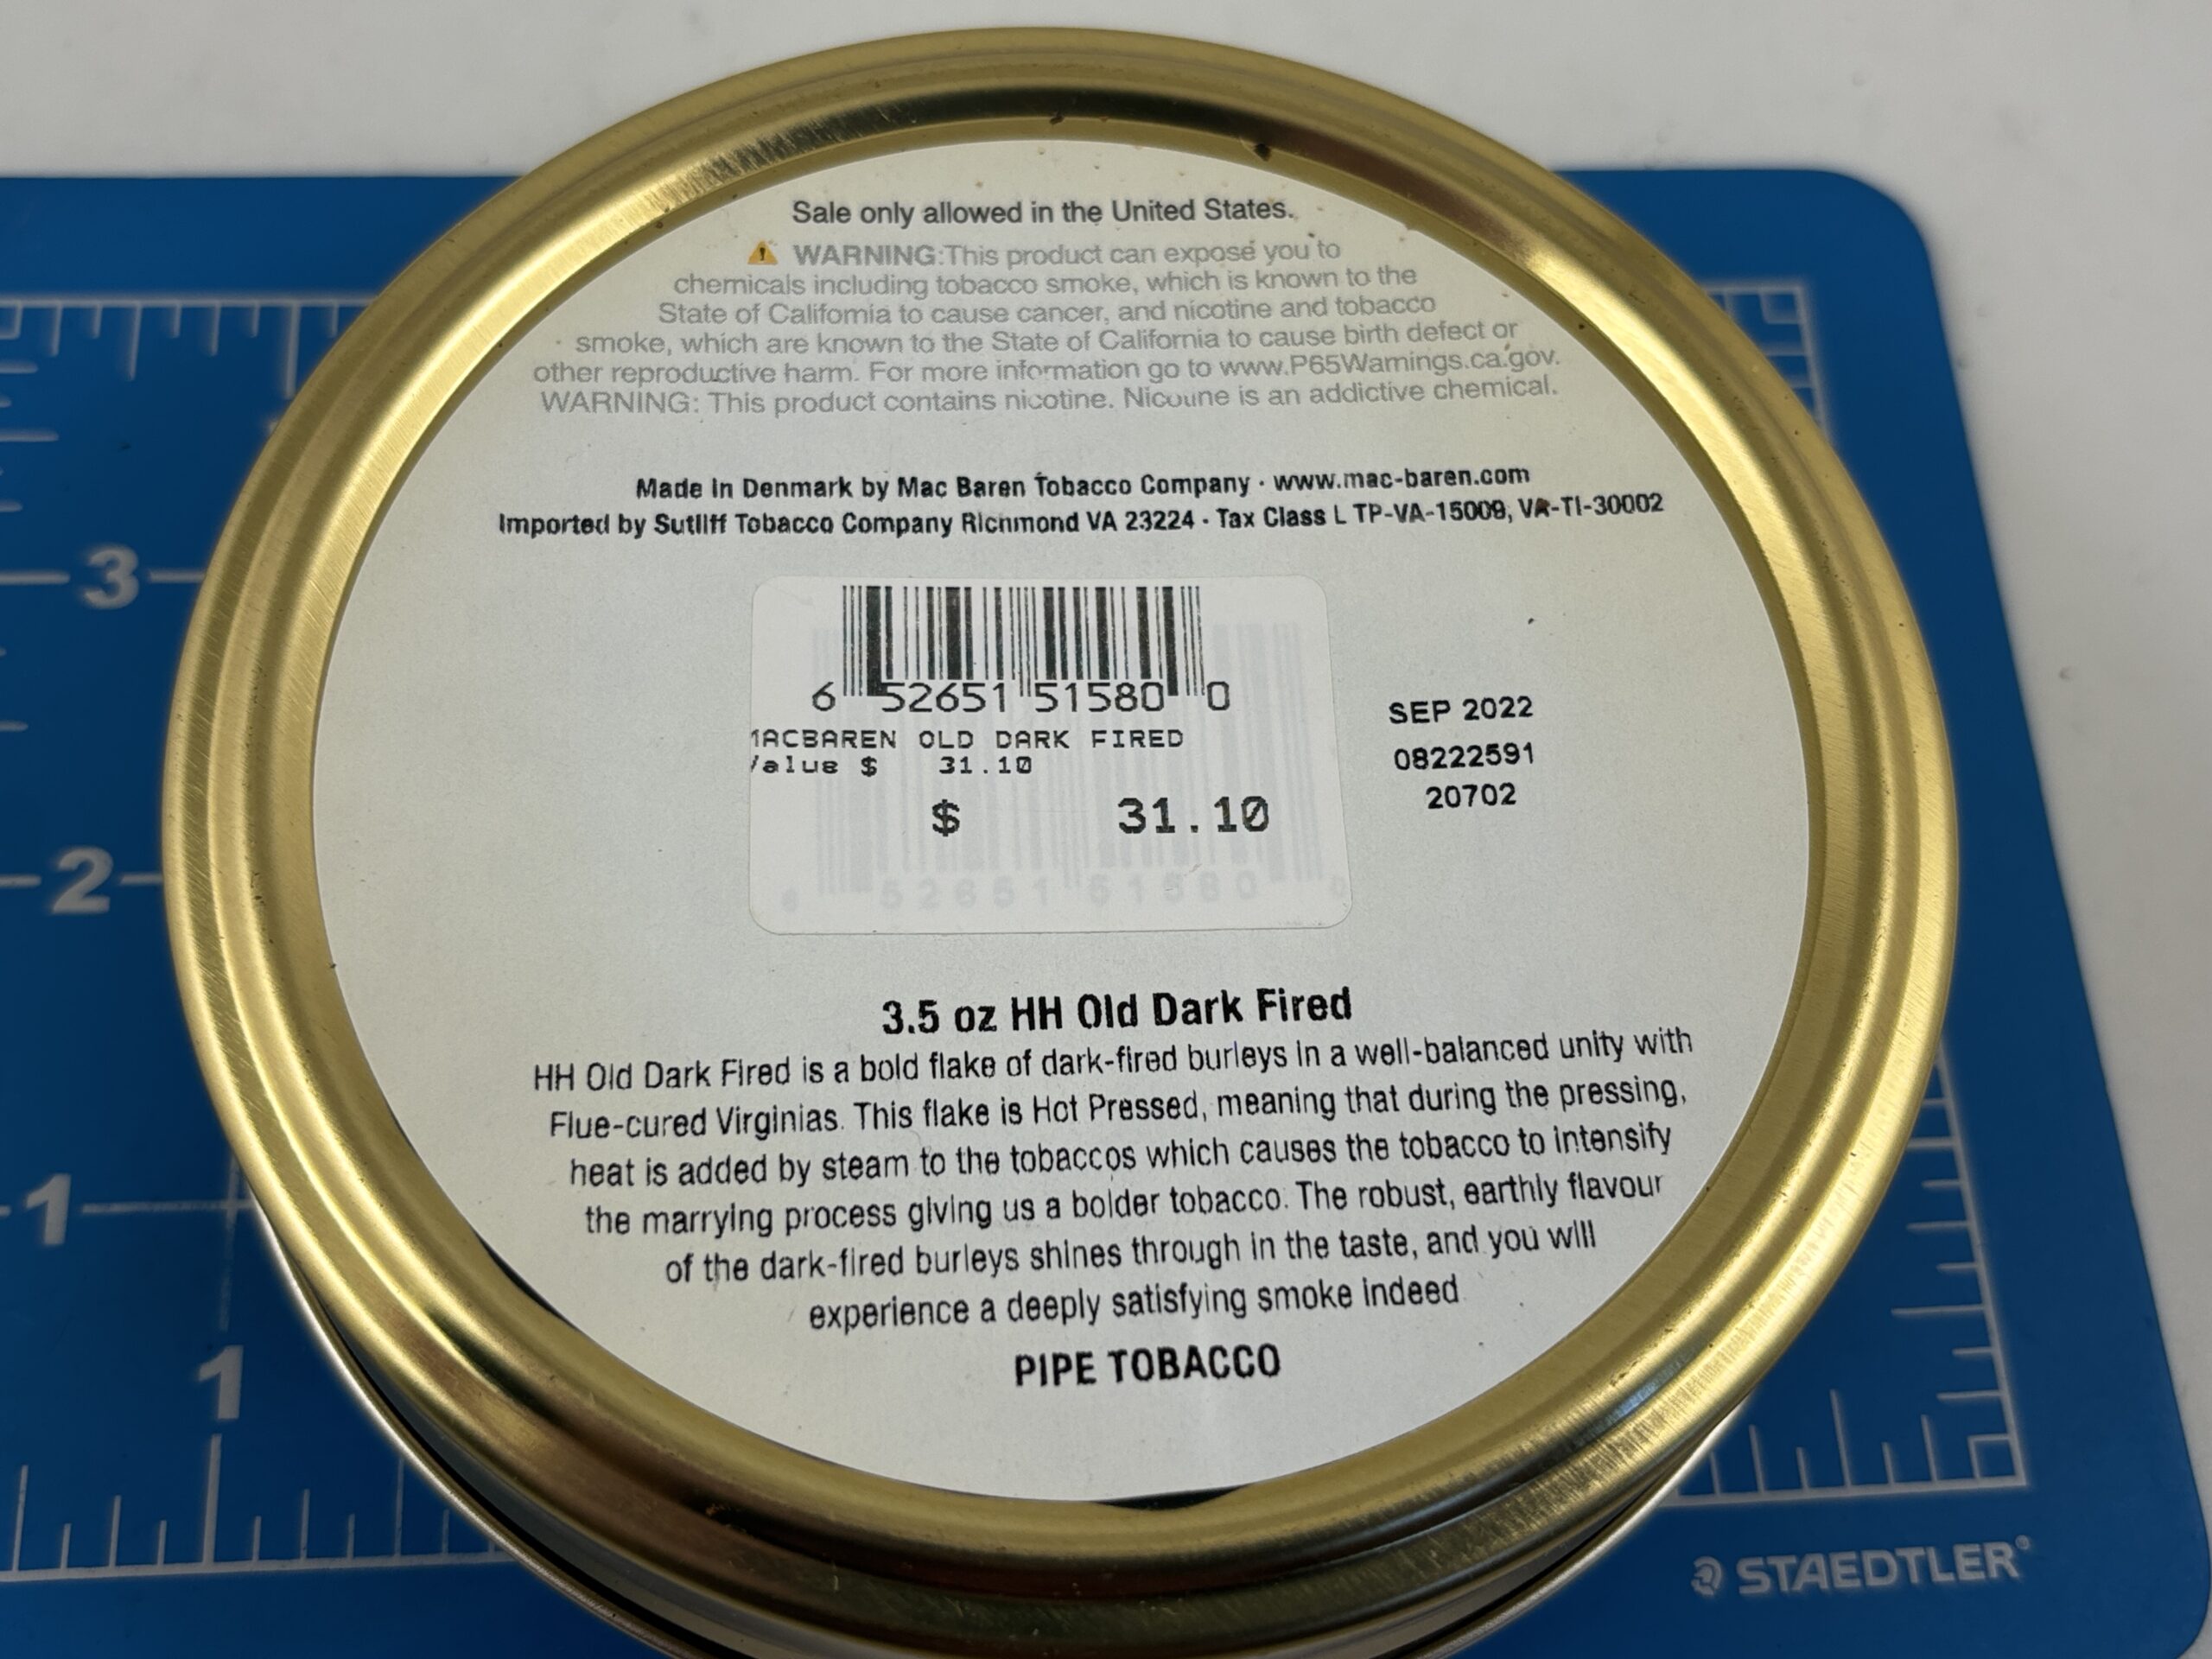 Sale only allowed in the United States.
WARNING:This product can expose you to
chemicals including tobacco smoke, which is known to the
State of California to cause cancer, and nicotine and tobacco
smoke, which are known to the State of California to cause birth defect or
other reproductive harm. For more information go to www.P65Warnings.ca.gov.
WARNING: This product contains nicotine. Nicotine is an addictive chemical.
Made in Denmark by Mac Baren Tobacco Company · www.mac-baren.com
Imported by Sutliff Tobacco Company Richmond VA 23224 · Tax Class L TP-VA-15009, VA-TI-30002
6 52651 51580 0
MACBAREN OLD DARK FIRED
Value $ 31.10
$ 31.10
6 52651 51580 0
SEP 2022
08222591
20702
3.5 oz HH Old Dark Fired
HH Old Dark Fired is a bold flake of dark-fired burleys in a well-balanced unity with
Flue-cured Virginias. This flake is Hot Pressed, meaning that during the pressing,
heat is added by steam to the tobaccos which causes the tobacco to intensify
the marrying process giving us a bolder tobacco. The robust, earthly flavour
of the dark-fired burleys shines through in the taste, and you will
experience a deeply satisfying smoke indeed.
PIPE TOBACCO
3
2
1
1
STAEDTLER®